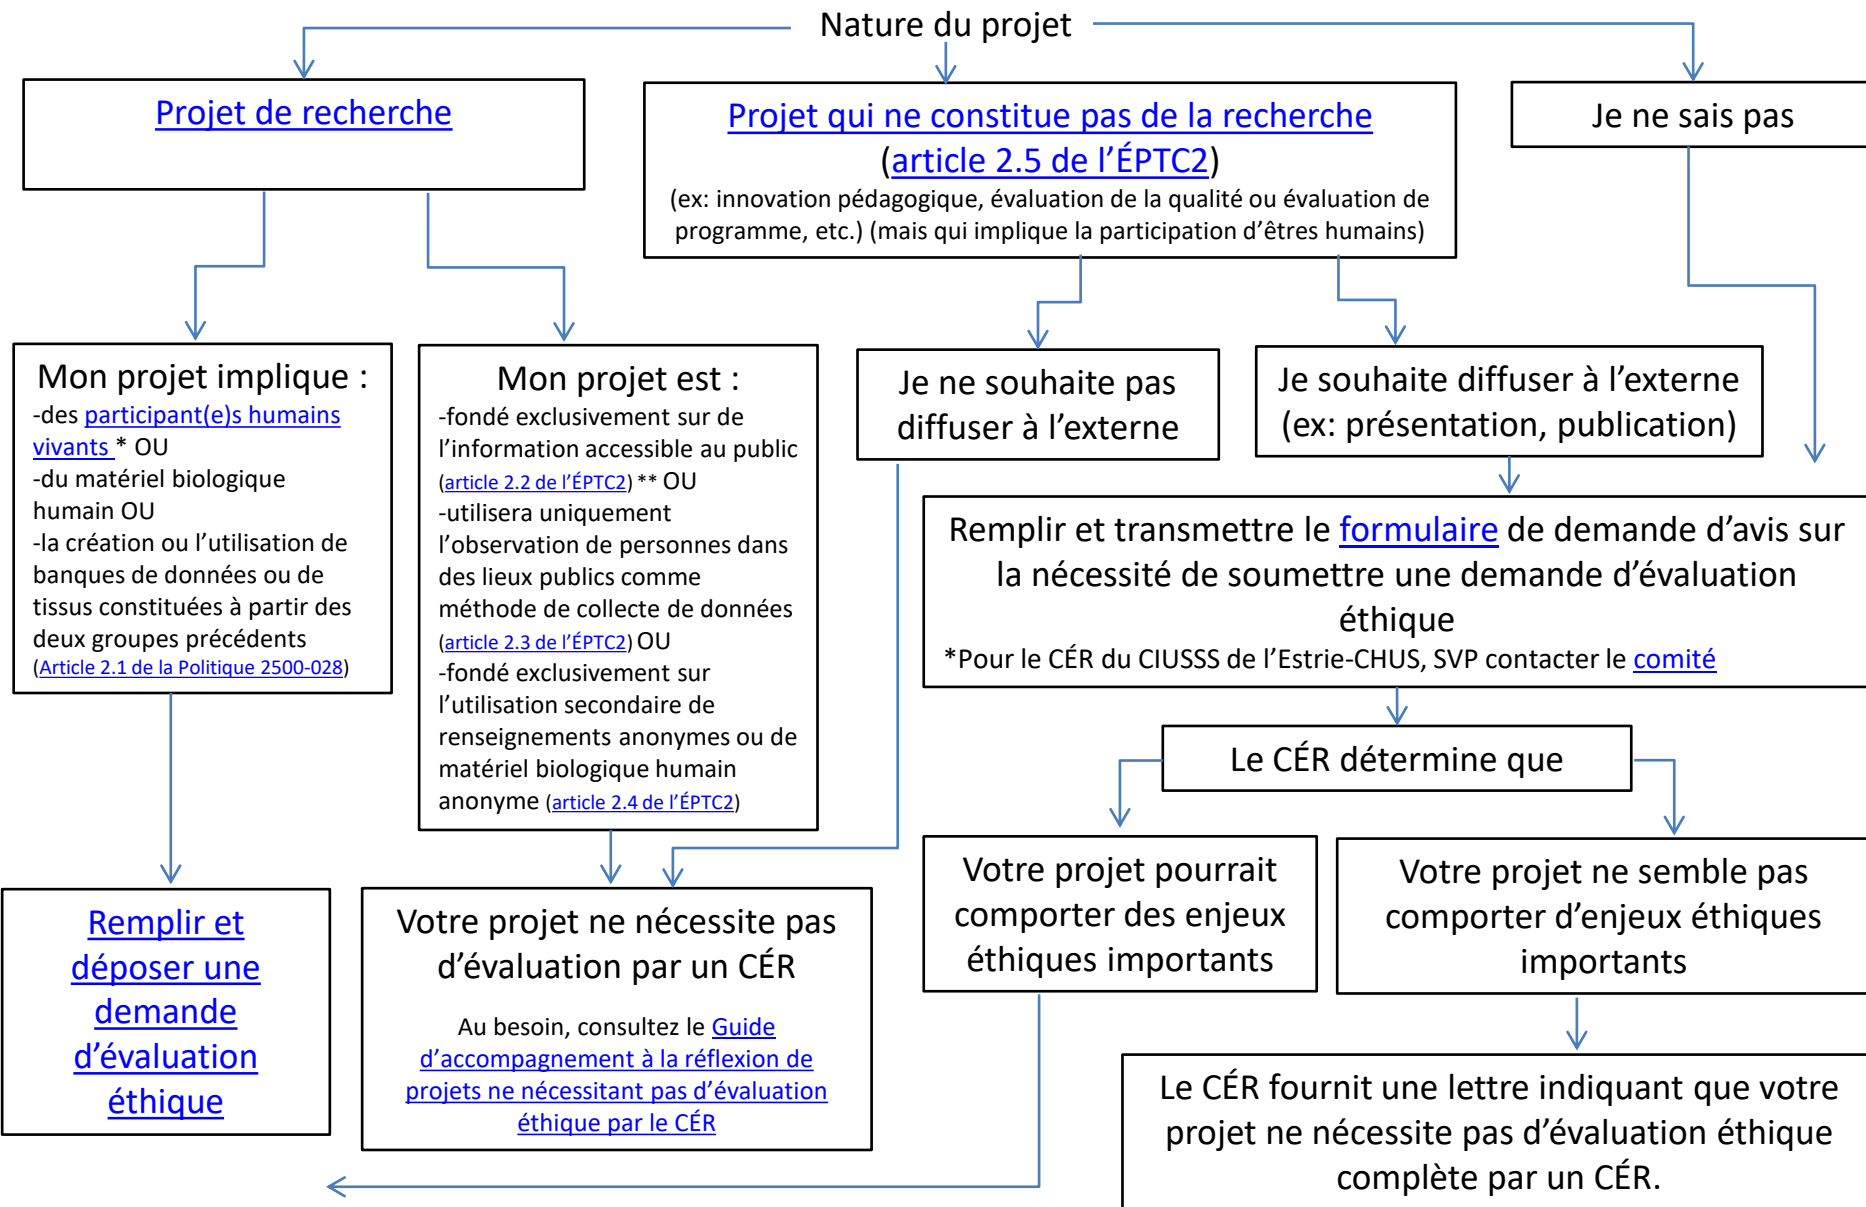 Nature du projet
Projet de recherche
Projet qui ne constitue pas de la recherche
(article 2.5 de l’ÉPTC2)
(ex: innovation pédagogique, évaluation de la qualité ou évaluation de
programme, etc.) (mais qui implique la participation d’êtres humains)
Je ne sais pas
Mon projet implique :
-des participant(e)s humains
vivants * OU
-du matériel biologique
humain OU
-la création ou l’utilisation de
banques de données ou de
tissus constituées à partir des
deux groupes précédents
(Article 2.1 de la Politique 2500-028)
Mon projet est :
-fondé exclusivement sur de
l’information accessible au public
(article 2.2 de l’ÉPTC2) ** OU
-utilisera uniquement
l’observation de personnes dans
des lieux publics comme
méthode de collecte de données
(article 2.3 de l’ÉPTC2) OU
-fondé exclusivement sur
l’utilisation secondaire de
renseignements anonymes ou de
matériel biologique humain
anonyme (article 2.4 de l’ÉPTC2)
Je ne souhaite pas
diffuser à l’externe
Je souhaite diffuser à l’externe
(ex: présentation, publication)
Remplir et transmettre le formulaire de demande d’avis sur
la nécessité de soumettre une demande d’évaluation
éthique
*Pour le CÉR du CIUSSS de l’Estrie-CHUS, SVP contacter le comité
Le CÉR détermine que
Votre projet pourrait
comporter des enjeux
éthiques importants
Votre projet ne semble pas
comporter d’enjeux éthiques
importants
Remplir et
déposer une
demande
d’évaluation
éthique
Votre projet ne nécessite pas
d’évaluation par un CÉR
Au besoin, consultez le Guide
d’accompagnement à la réflexion de
projets ne nécessitant pas d’évaluation
éthique par le CÉR
Le CÉR fournit une lettre indiquant que votre
projet ne nécessite pas d’évaluation éthique
complète par un CÉR.